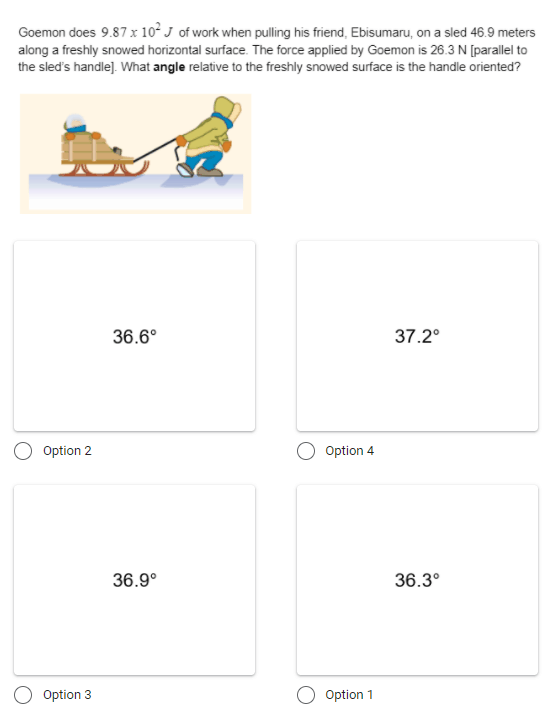 Goemon does 9.87 x 10² J of work when pulling his friend, Ebisumaru, on a sled 46.9 meters
along a freshly snowed horizontal surface. The force applied by Goemon is 26.3 N [parallel to
the sled's handle]. What angle relative to the freshly snowed surface is the handle oriented?
36.6°
37.2°
Option 2
Option 4
36.9°
36.3°
Option 3
Option 1